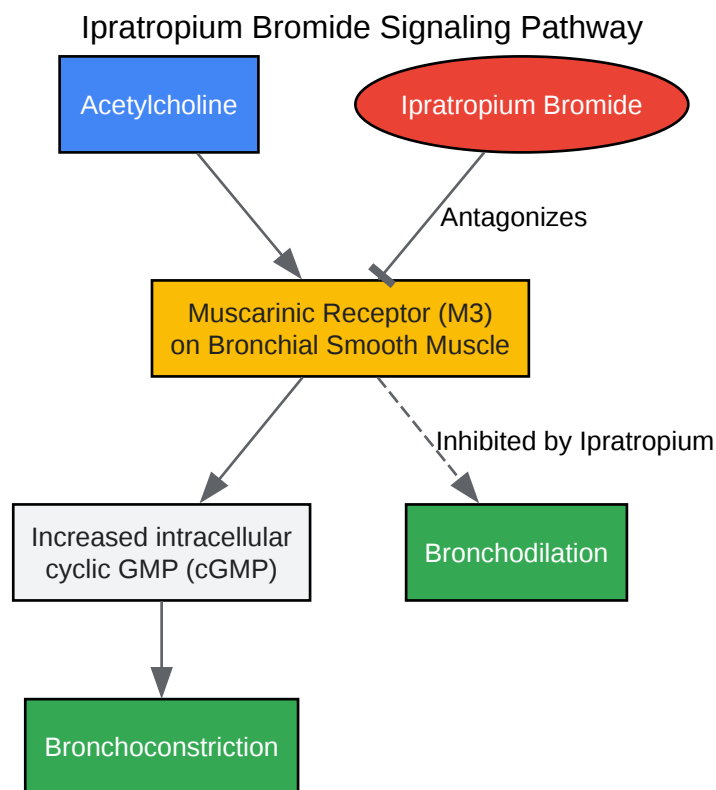 Ipratropium Bromide Signaling Pathway
Acetylcholine
Ipratropium Bromide
Antagonizes
Muscarinic Receptor (M3)
on Bronchial Smooth Muscle
Inhibited by Ipratropium
Increased intracellular
cyclic GMP (cGMP)
Bronchodilation
Bronchoconstriction